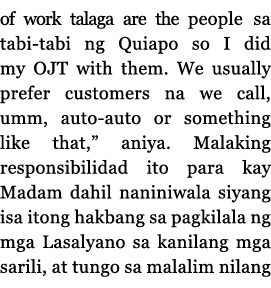 of work talaga are the people sa
tabi-tabi ng Quiapo so I did
my OJT with them. We usually
prefer customers na we call,
umm, auto-auto or something
like that,” aniya. Malaking
responsibilidad ito para kay
Madam dahil naniniwala siyang
isa itong hakbang sa pagkilala ng
mga Lasalyano sa kanilang mga
sarili, at tungo sa malalim nilang